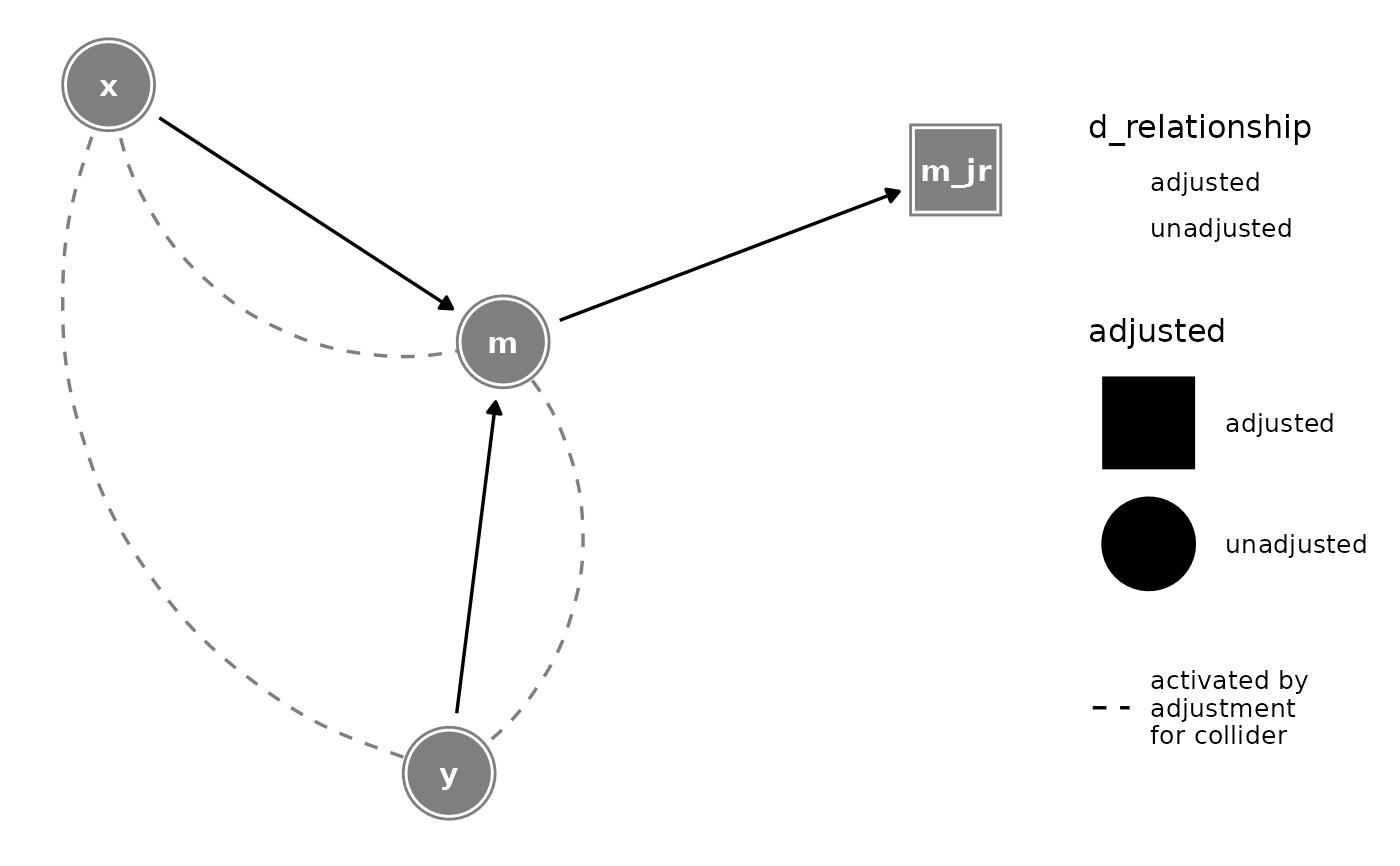 x
m_jr
m
y
d_relationship
adjusted
unadjusted
adjusted
adjusted
unadjusted
activated by
adjustment
for collider